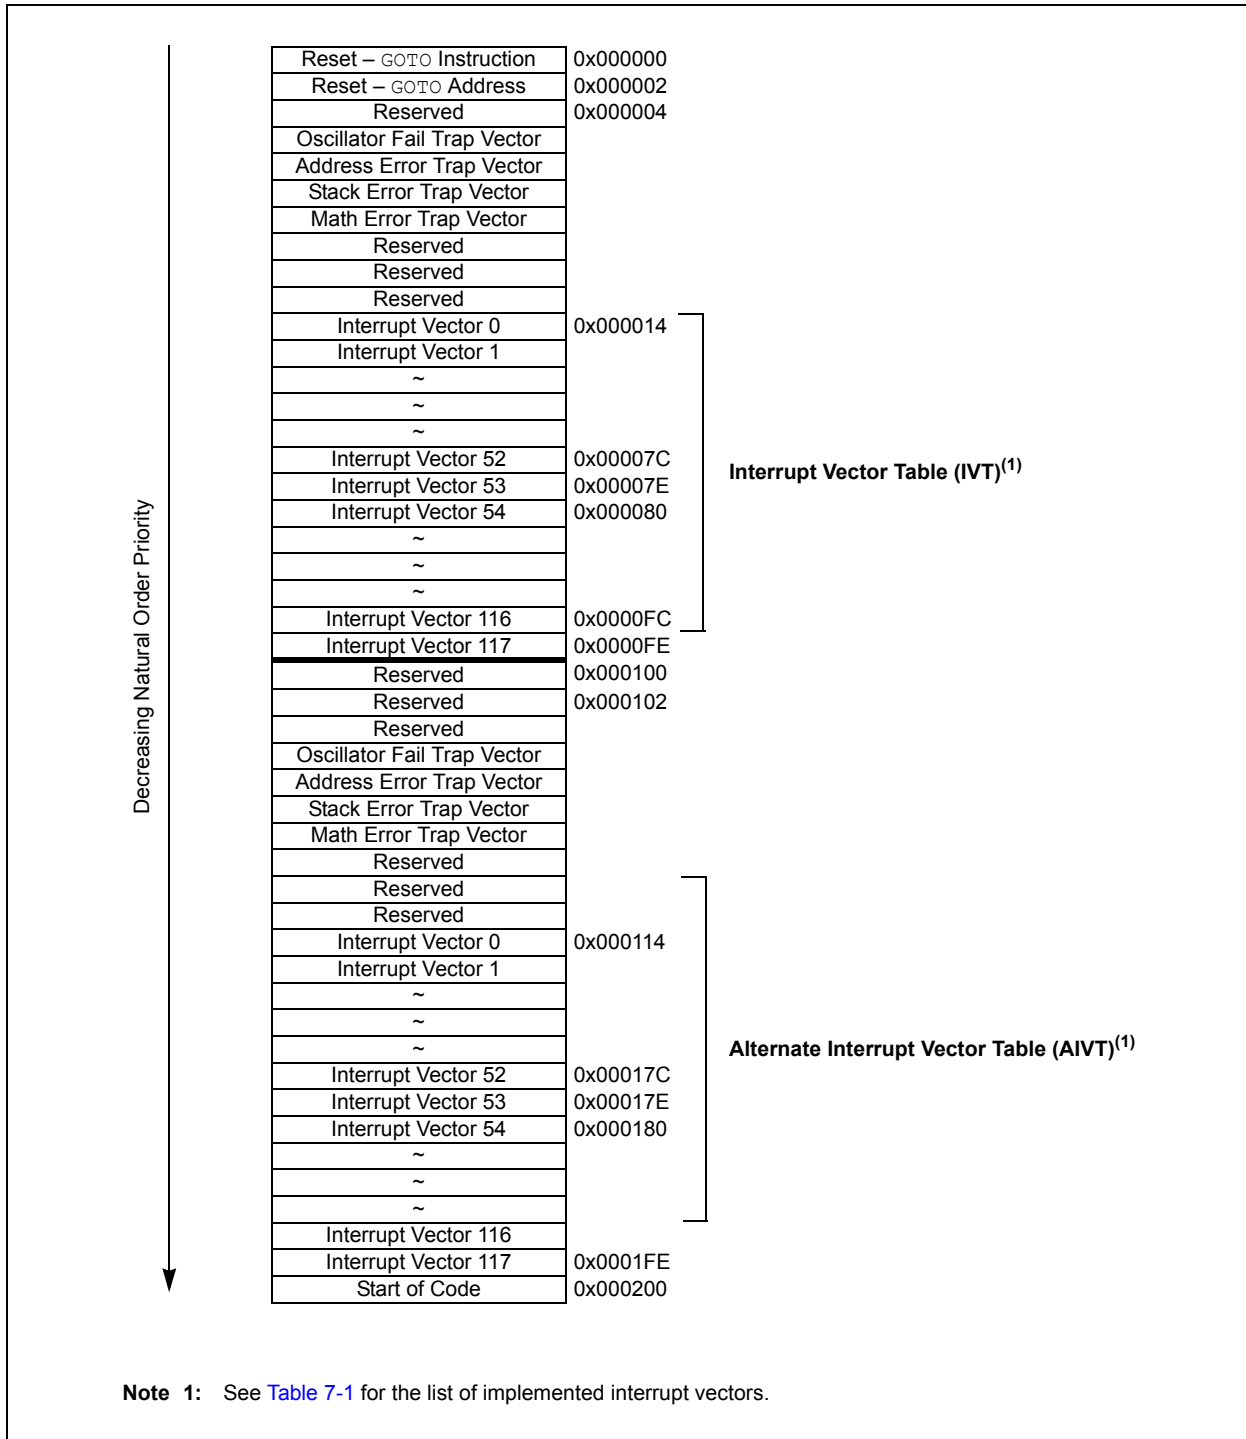 Reset – GOTO Instruction 0x000000
Reset – GOTO Address 0x000002
Reserved 0x000004
Oscillator Fail Trap Vector
Address Error Trap Vector
Stack Error Trap Vector
Math Error Trap Vector
Reserved
Reserved
Reserved
Interrupt Vector 0 0x000014
Interrupt Vector 1
~
~
~
Interrupt Vector 52 0x00007C
Interrupt Vector 53 0x00007E
Interrupt Vector 54 0x000080
~
~
~
Interrupt Vector 116 0x0000FC
Interrupt Vector 117 0x0000FE
Reserved 0x000100
Reserved 0x000102
Reserved
Oscillator Fail Trap Vector
Address Error Trap Vector
Stack Error Trap Vector
Math Error Trap Vector
Reserved
Reserved
Reserved
Interrupt Vector 0 0x000114
Interrupt Vector 1
~
~
~
Interrupt Vector 52 0x00017C
Interrupt Vector 53 0x00017E
Interrupt Vector 54 0x000180
~
~
~
Interrupt Vector 116
Interrupt Vector 117 0x0001FE
Start of Code 0x000200
Decreasing Natural Order Priority
Interrupt Vector Table (IVT)(1)
Alternate Interrupt Vector Table (AIVT)(1)
Note 1: See Table 7-1 for the list of implemented interrupt vectors.